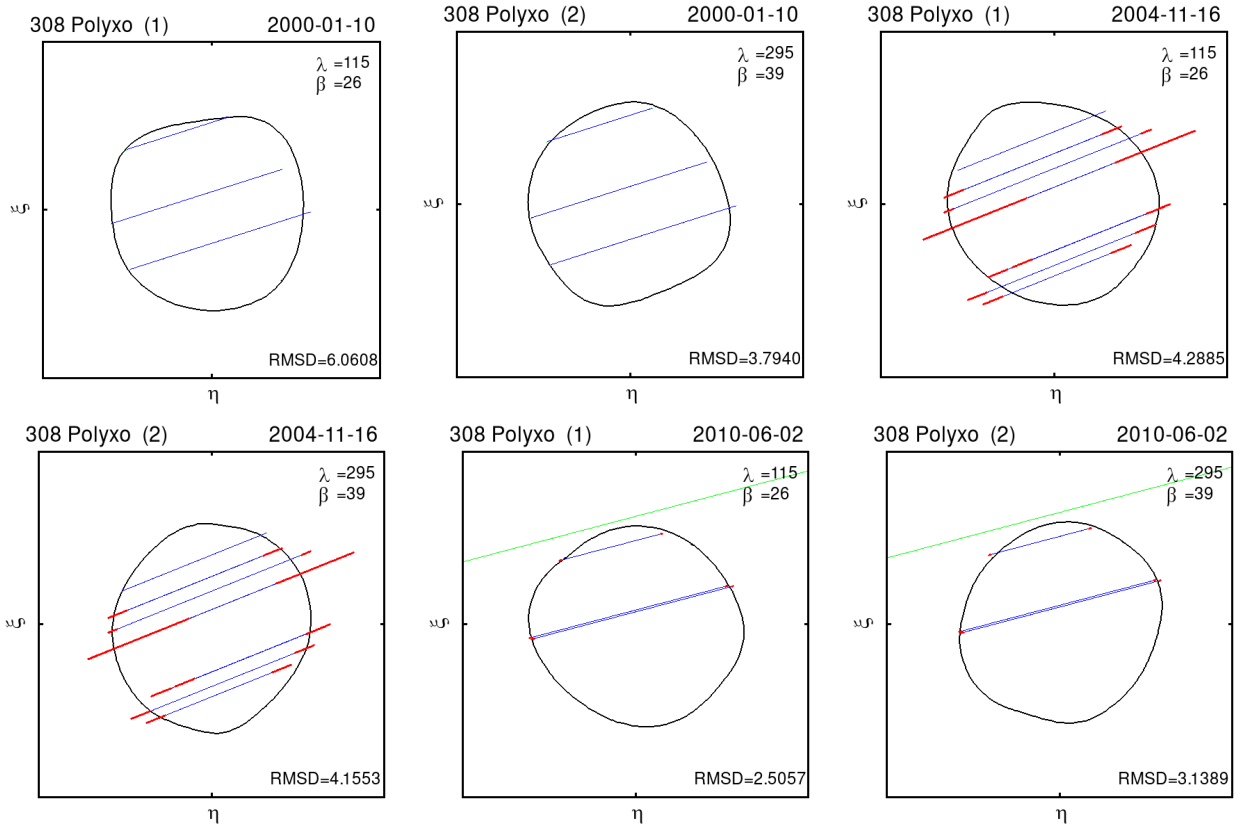 308 Polyxo (1) 2000-01-10
λ =115
β =26
ξ
RMSD=6.0608
η
308 Polyxo (2) 2000-01-10
λ =295
β =39
ξ
RMSD=3.7940
η
308 Polyxo (1) 2004-11-16
λ =115
β =26
ξ
RMSD=4.2885
η
308 Polyxo (2) 2004-11-16
λ =295
β =39
ξ
RMSD=4.1553
η
308 Polyxo (1) 2010-06-02
λ =115
β =26
ξ
RMSD=2.5057
η
308 Polyxo (2) 2010-06-02
λ =295
β =39
ξ
RMSD=3.1389
η